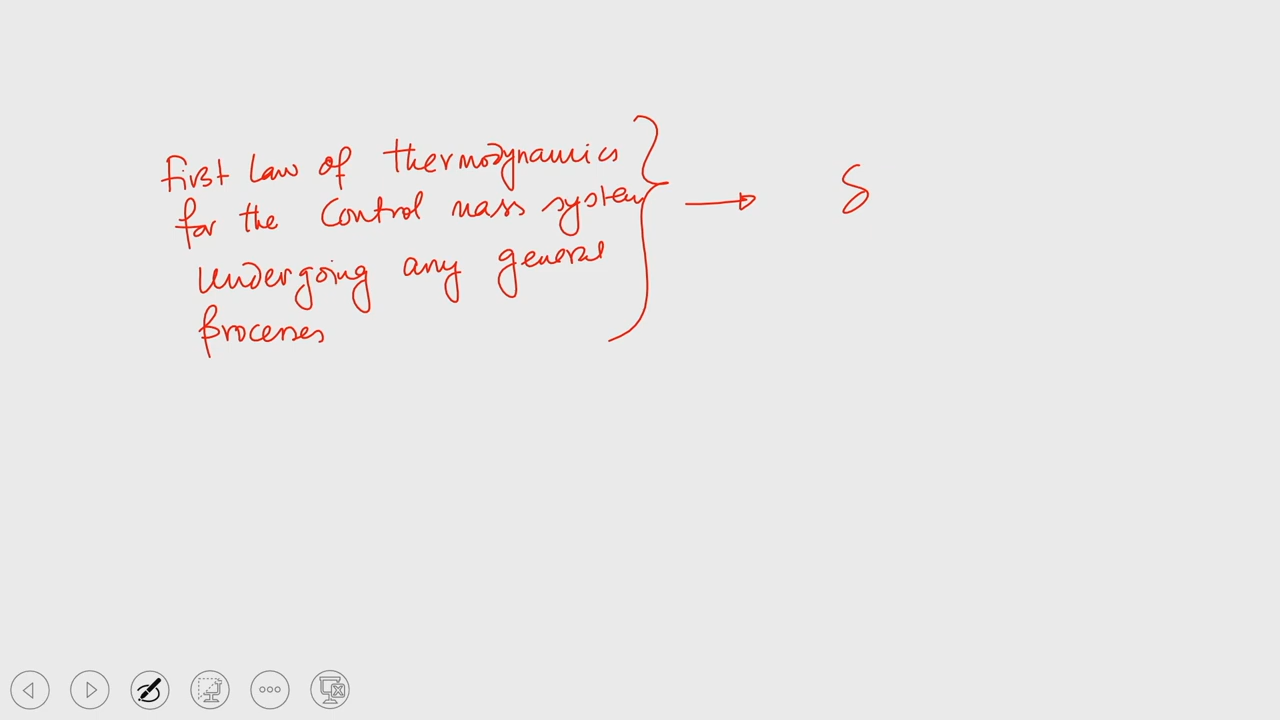 First Law of thermodynamics
for the Control mass system
undergoing any general
processes
δ